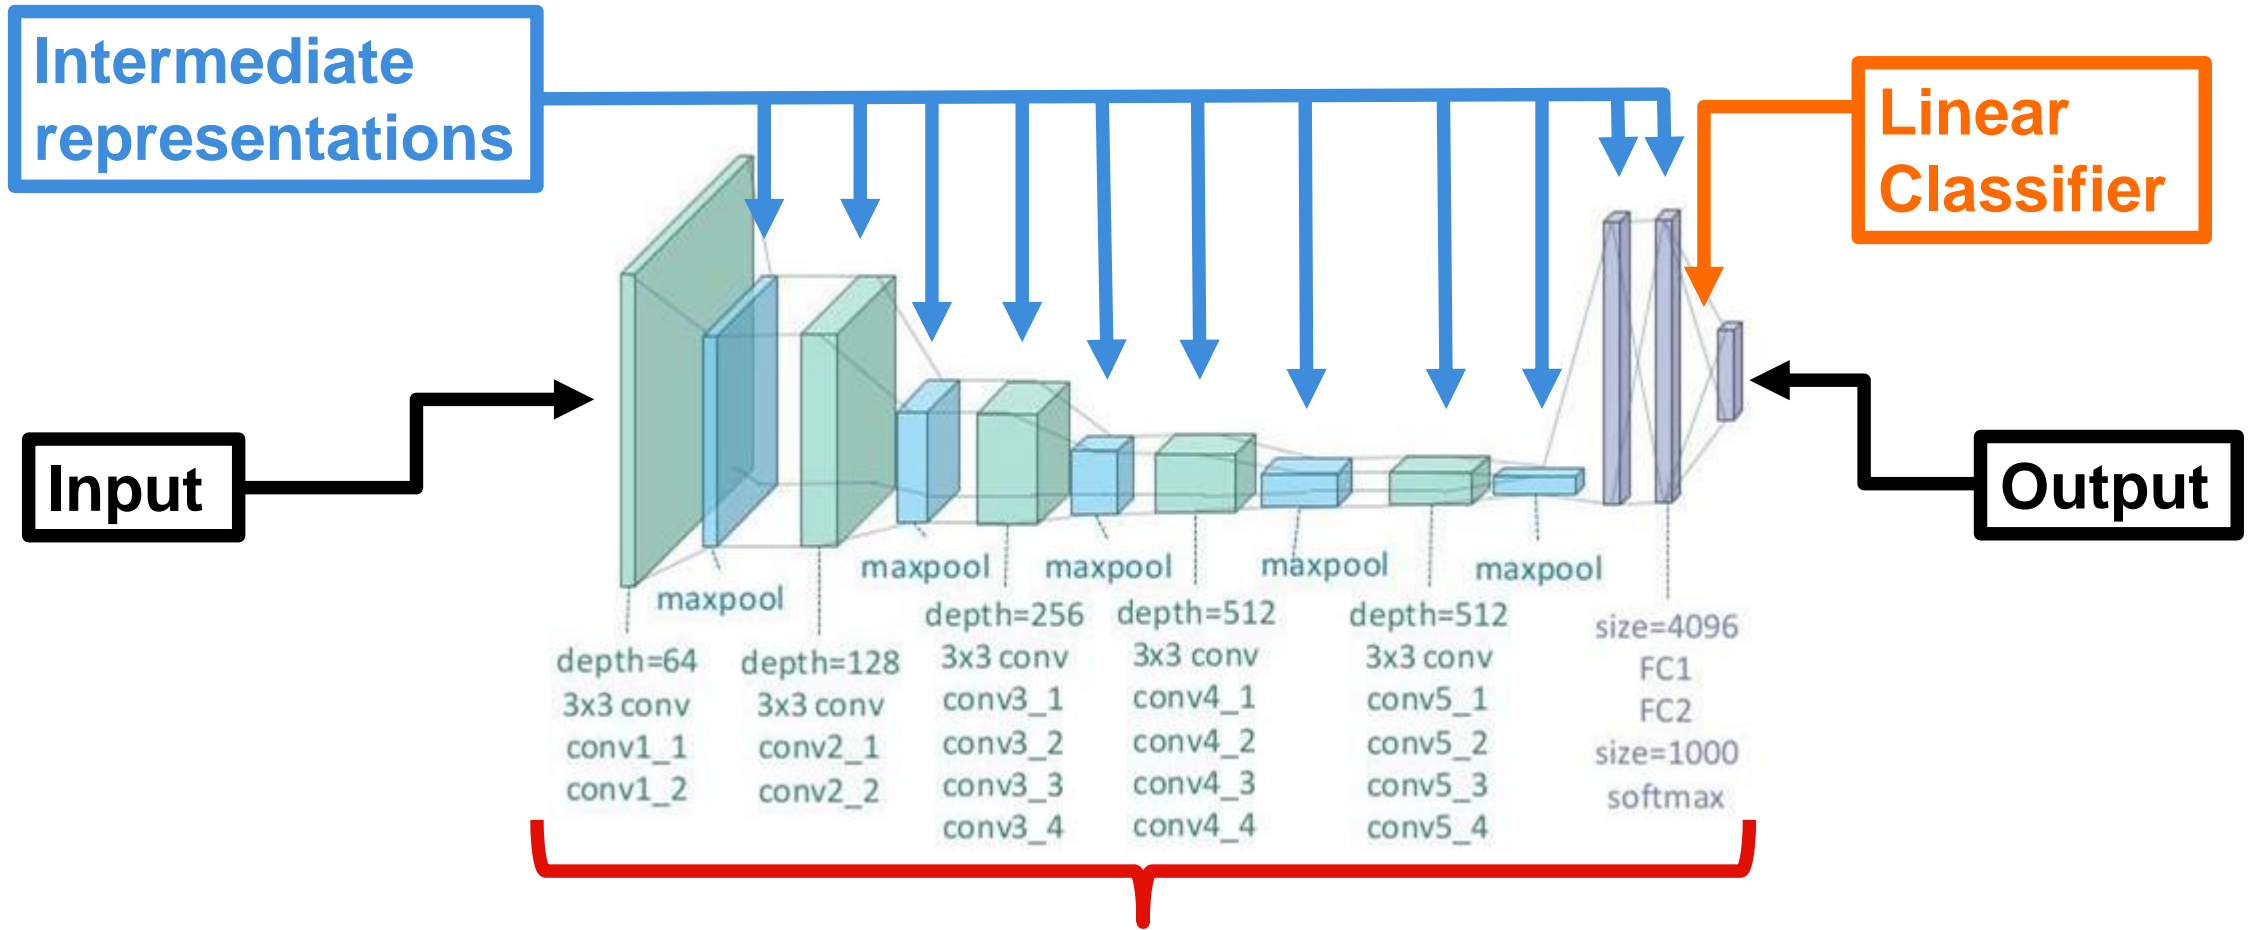 Intermediate
representations
Linear
Classifier
Input
Output
maxpool
maxpool
maxpool
maxpool
maxpool
depth=64
3x3 conv
conv1_1
conv1_2
depth=128
3x3 conv
conv2_1
conv2_2
depth=256
3x3 conv
conv3_1
conv3_2
conv3_3
conv3_4
depth=512
3x3 conv
conv4_1
conv4_2
conv4_3
conv4_4
depth=512
3x3 conv
conv5_1
conv5_2
conv5_3
conv5_4
size=4096
FC1
FC2
size=1000
softmax